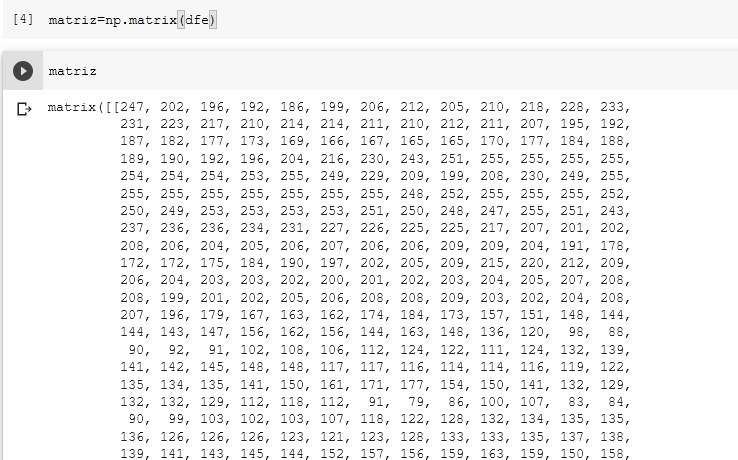 [4] matriz=np.matrix(dfe)
matriz
matrix([[247, 202, 196, 192, 186, 199, 206, 212, 205, 210, 218, 228, 233,
231, 223, 217, 210, 214, 214, 211, 210, 212, 211, 207, 195, 192,
187, 182, 177, 173, 169, 166, 167, 165, 165, 170, 177, 184, 188,
189, 190, 192, 196, 204, 216, 230, 243, 251, 255, 255, 255, 255,
254, 254, 254, 253, 255, 249, 229, 209, 199, 208, 230, 249, 255,
255, 255, 255, 255, 255, 255, 255, 248, 252, 255, 255, 255, 252,
250, 249, 253, 253, 253, 253, 251, 250, 248, 247, 255, 251, 243,
237, 236, 236, 234, 231, 227, 226, 225, 225, 217, 207, 201, 202,
208, 206, 204, 205, 206, 207, 206, 206, 209, 209, 204, 191, 178,
172, 172, 175, 184, 190, 197, 202, 205, 209, 215, 220, 212, 209,
206, 204, 203, 203, 202, 200, 201, 202, 203, 204, 205, 207, 208,
208, 199, 201, 202, 205, 206, 208, 208, 209, 203, 202, 204, 208,
207, 196, 179, 167, 163, 162, 174, 184, 173, 157, 151, 148, 144,
144, 143, 147, 156, 162, 156, 144, 163, 148, 136, 120, 98, 88,
90, 92, 91, 102, 108, 106, 112, 124, 122, 111, 124, 132, 139,
141, 142, 145, 148, 148, 117, 117, 116, 114, 114, 116, 119, 122,
135, 134, 135, 141, 150, 161, 171, 177, 154, 150, 141, 132, 129,
132, 132, 129, 112, 118, 112, 91, 79, 86, 100, 107, 83, 84,
90, 99, 103, 102, 103, 107, 118, 122, 128, 132, 134, 135, 135,
136, 126, 126, 126, 123, 121, 123, 128, 133, 133, 135, 137, 138,
139, 141, 143, 145, 144, 152, 157, 156, 159, 163, 159, 150, 158,